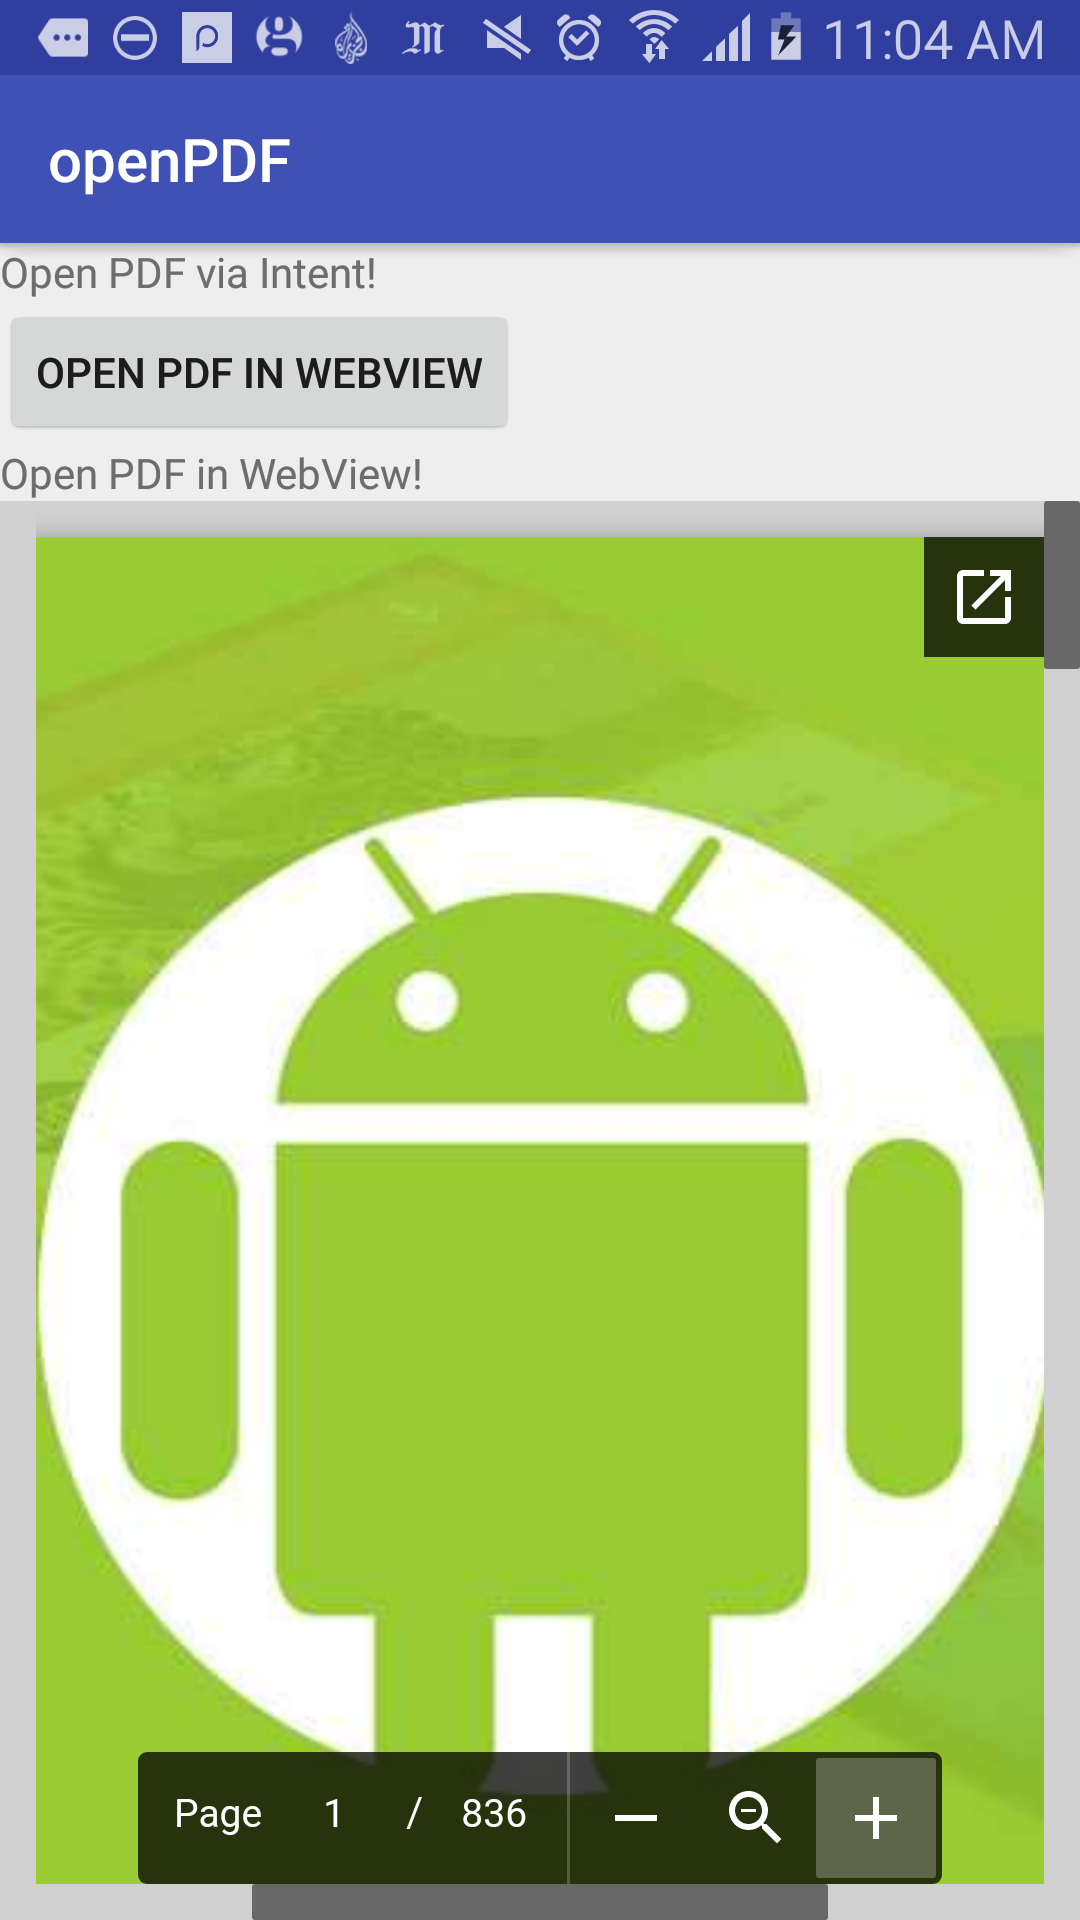 11:04 AM
openPDF
Open PDF via Intent!
OPEN PDF IN WEBVIEW
Open PDF in WebView!
Page 1 / 836